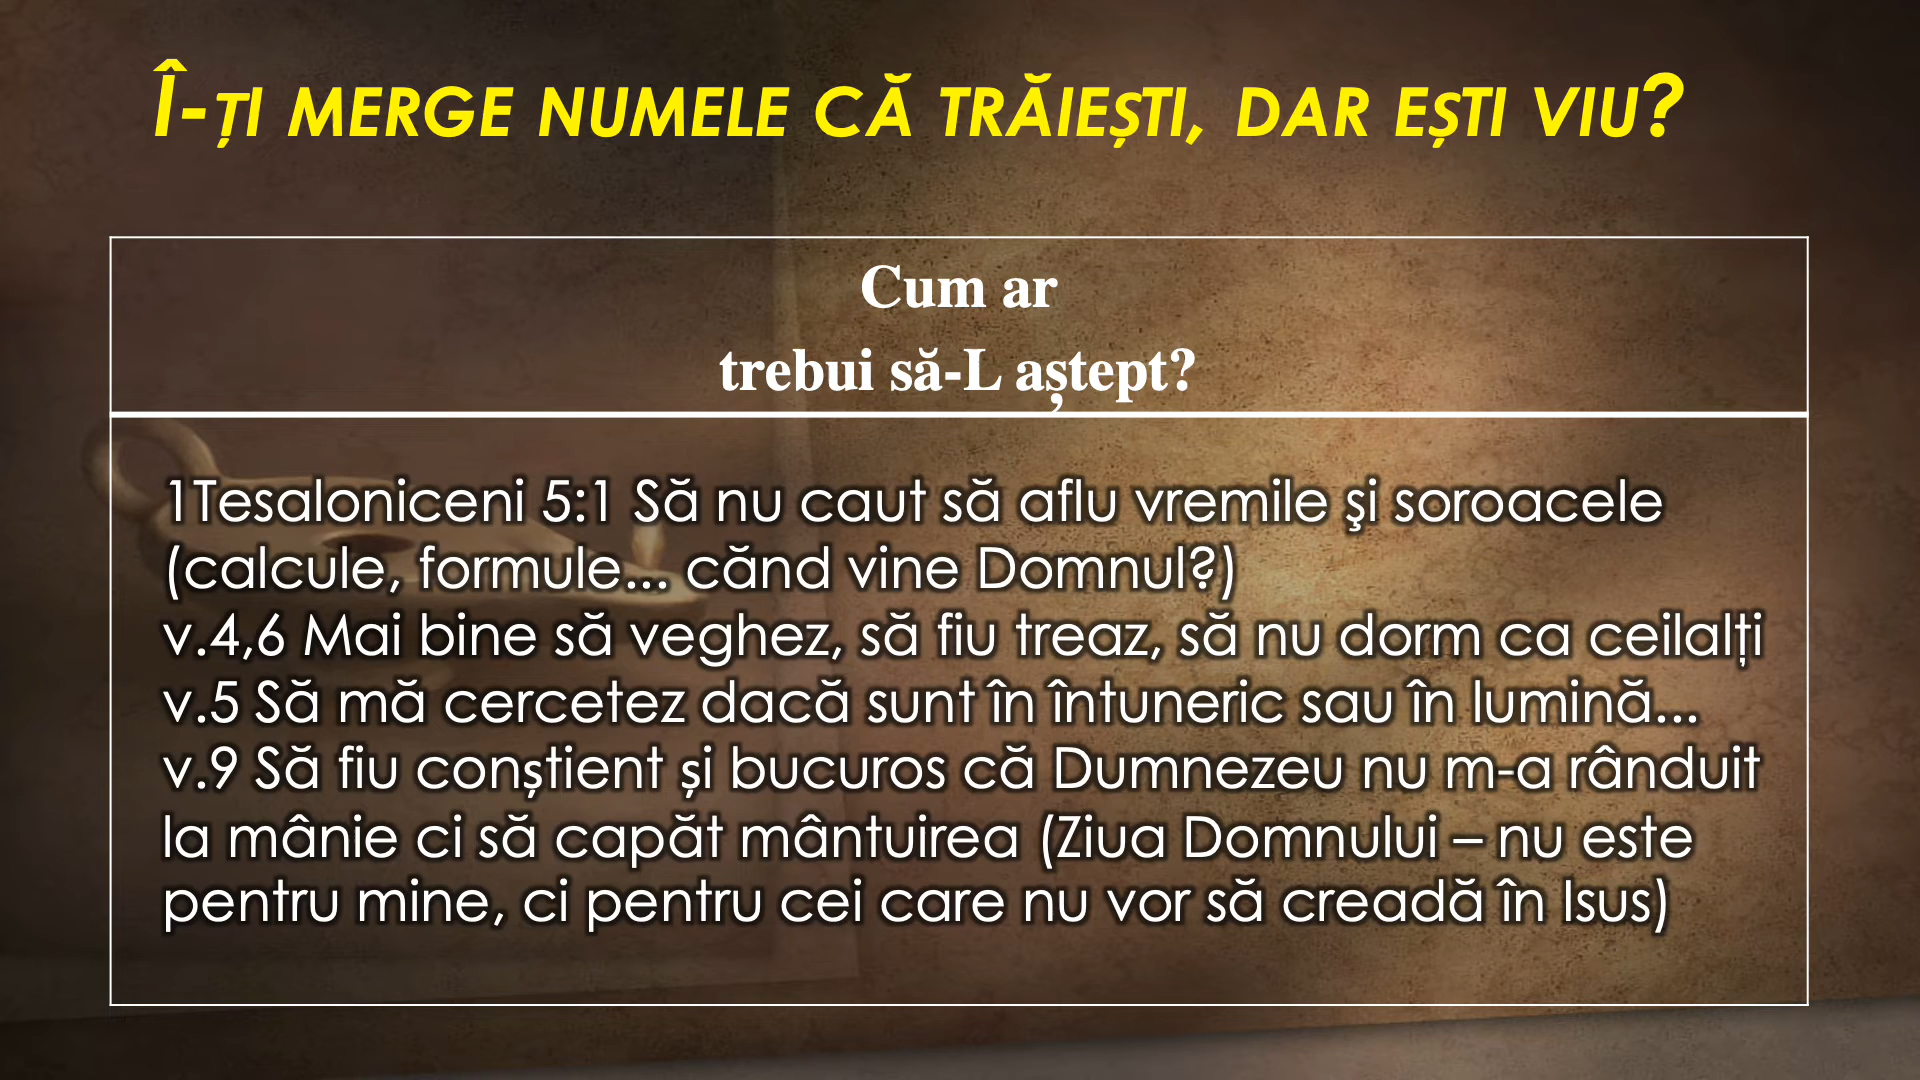 Î-ȚI MERGE NUMELE CĂ TRĂIEȘTI, DAR EȘTI VIU?
Cum ar
trebui să-L aștept?
1Tesaloniceni 5:1 Să nu caut să aflu vremile şi soroacele
(calcule, formule... cănd vine Domnul?)
v.4,6 Mai bine să veghez, să fiu treaz, să nu dorm ca ceilalți
v.5 Să mă cercetez dacă sunt în întuneric sau în lumină...
v.9 Să fiu conștient și bucuros că Dumnezeu nu m-a rânduit
la mânie ci să capăt mântuirea (Ziua Domnului – nu este
pentru mine, ci pentru cei care nu vor să creadă în Isus)